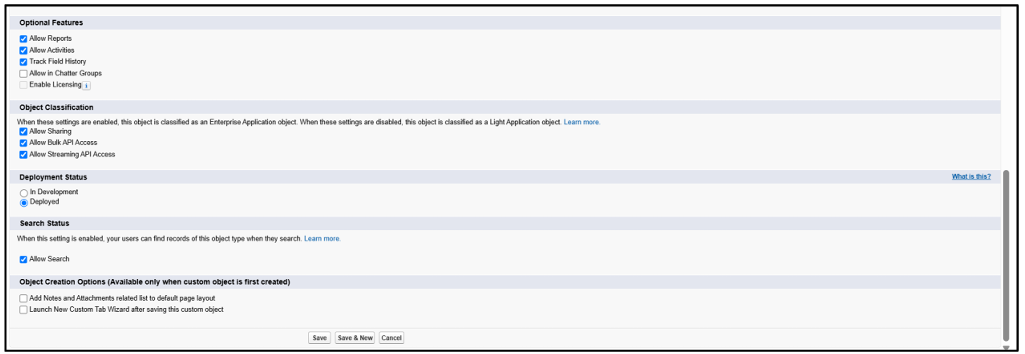 Optional Features
Allow Reports
Allow Activities
Track Field History
Allow in Chatter Groups
Enable Licensing i
Object Classification
When these settings are enabled, this object is classified as an Enterprise Application object. When these settings are disabled, this object is classified as a Light Application object. Learn more.
Allow Sharing
Allow Bulk API Access
Allow Streaming API Access
Deployment Status What is this?
In Development
Deployed
Search Status
When this setting is enabled, your users can find records of this object type when they search. Learn more.
Allow Search
Object Creation Options (Available only when custom object is first created)
Add Notes and Attachments related list to default page layout
Launch New Custom Tab Wizard after saving this custom object
Save Save & New Cancel